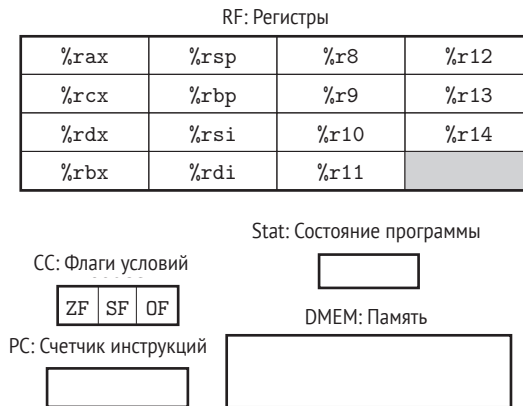 RF: Регистры
%rax %rsp %r8 %r12
%rcx %rbp %r9 %r13
%rdx %rsi %r10 %r14
%rbx %rdi %r11
Stat: Состояние программы
CC: Флаги условий
ZF SF OF
DMEM: Память
PC: Счетчик инструкций